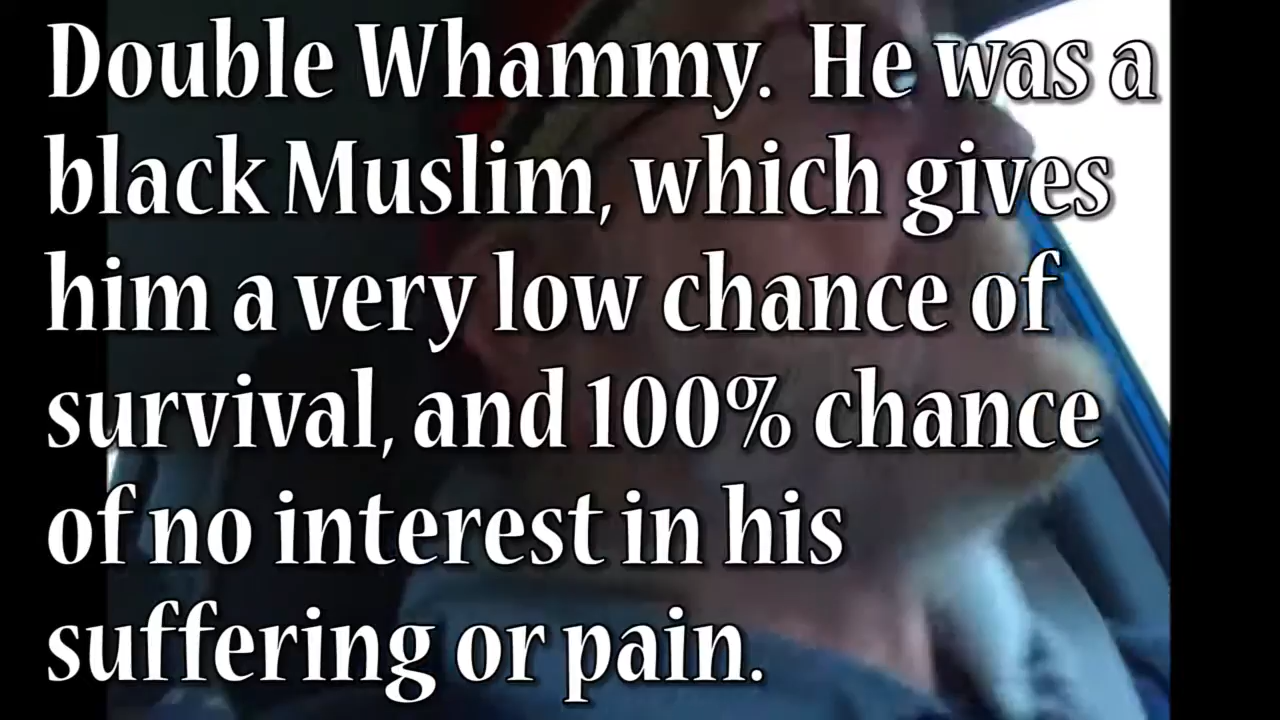 Double Whammy.  He was a
black Muslim, which gives
him a very low chance of
survival, and 100% chance
of no interest in his
suffering or pain.